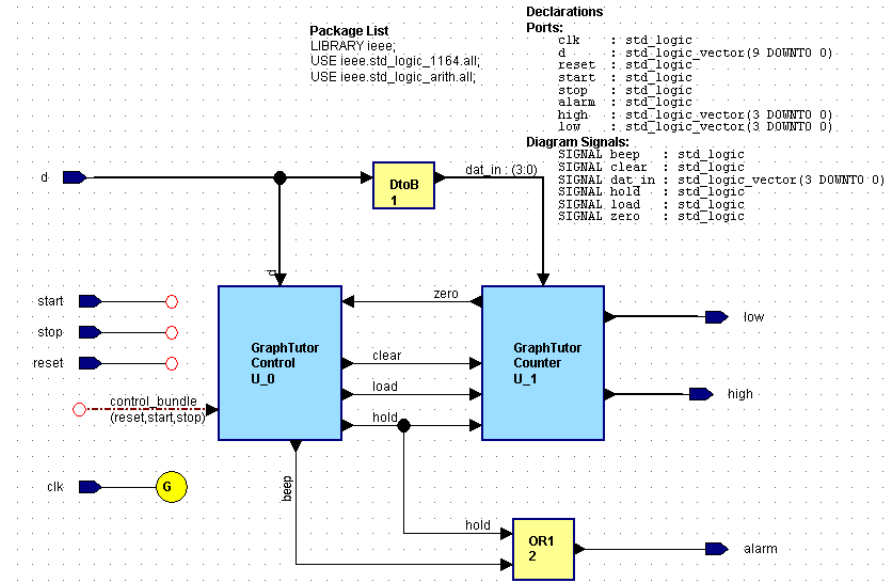 Package List
LIBRARY ieee;
USE ieee.std_logic_1164.all;
USE ieee.std_logic_arith.all;
Declarations
Ports:
clk : std_logic
d : std_logic_vector(9 DOWNTO 0)
reset : std_logic
start : std_logic
stop : std_logic
alarm : std_logic
high : std_logic_vector(3 DOWNTO 0)
low : std_logic_vector(3 DOWNTO 0)
Diagram Signals:
SIGNAL beep : std_logic
SIGNAL clear : std_logic
SIGNAL dat_in : std_logic_vector(3 DOWNTO 0)
SIGNAL hold : std_logic
SIGNAL load : std_logic
SIGNAL zero : std_logic
d
DtoB
1
dat_in : (3:0)
d
start
stop
reset
control_bundle
(reset,start,stop)
GraphTutor
Control
U_0
zero
clear
load
hold
GraphTutor
Counter
U_1
low
high
clk
G
beep
hold
OR1
2
alarm